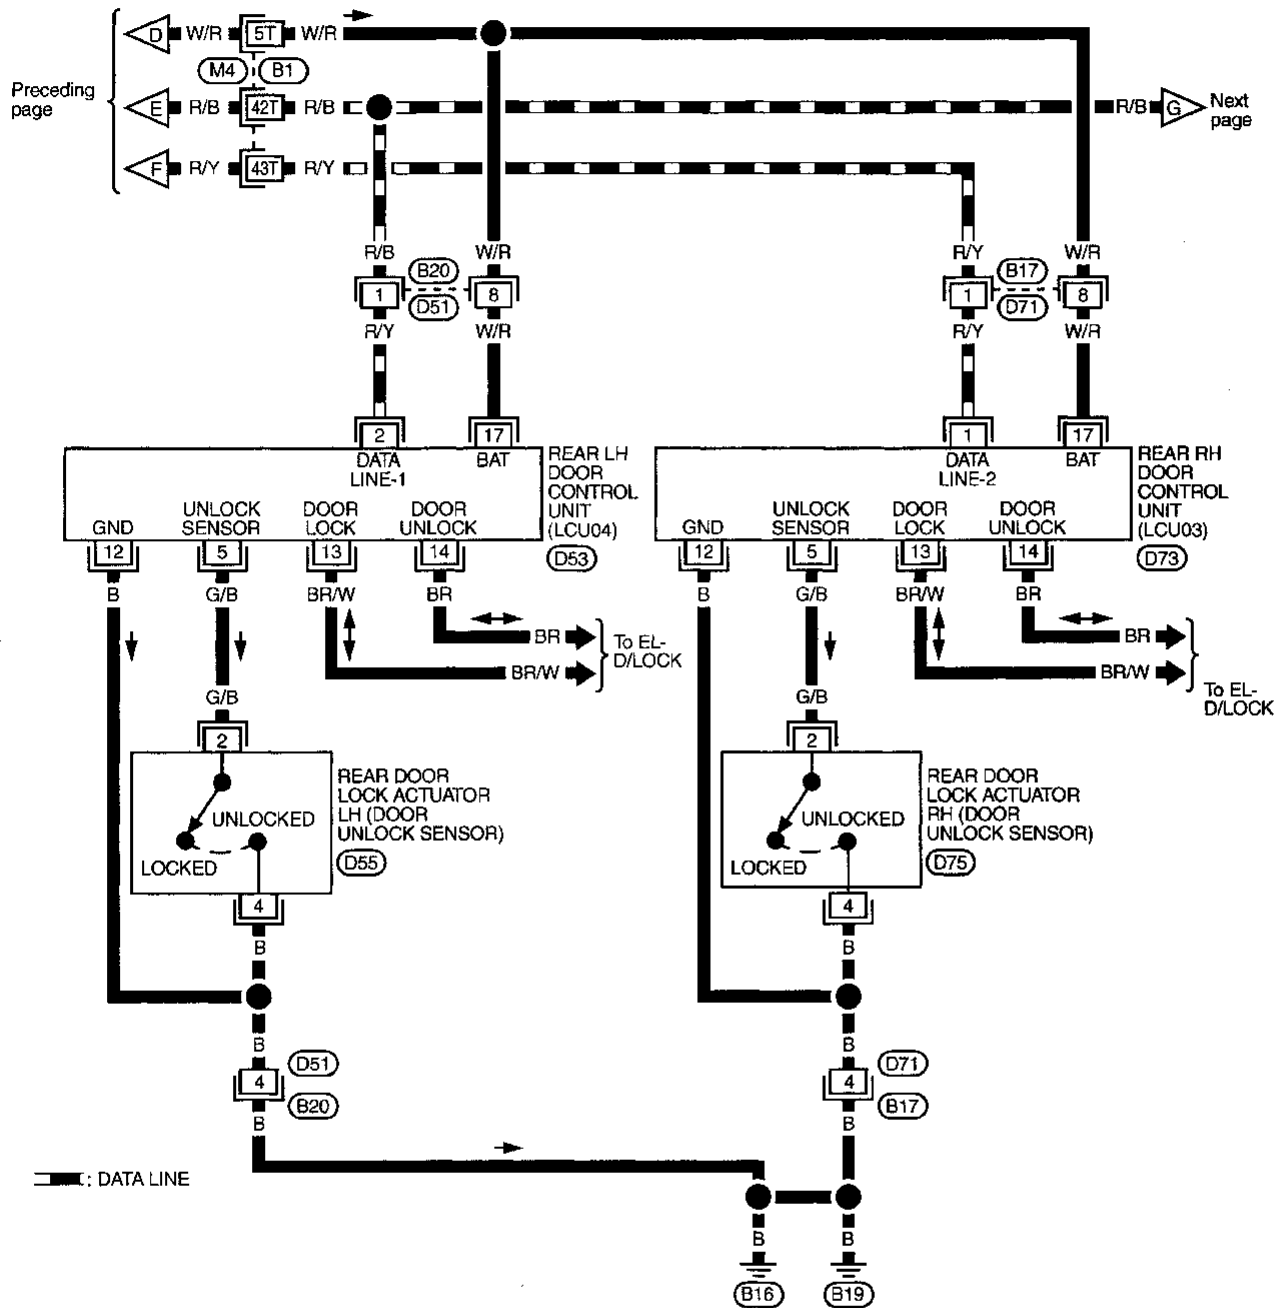 D W/R 5T W/R
M4 B1
Preceding
page
E R/B 42T R/B
R/B G Next
page
F R/Y 43T R/Y
R/B W/R R/Y W/R
B20 B17
1 8 1 8
D51 D71
R/Y W/R R/Y W/R
2 17 1 17
DATA
LINE-1
BAT
REAR LH
DOOR
CONTROL
UNIT
(LCU04)
D53
DATA
LINE-2
BAT
REAR RH
DOOR
CONTROL
UNIT
(LCU03)
D73
GND
UNLOCK
SENSOR
DOOR
LOCK
DOOR
UNLOCK
GND
UNLOCK
SENSOR
DOOR
LOCK
DOOR
UNLOCK
12 5 13 14 12 5 13 14
B G/B BR/W BR B G/B BR/W BR
BR
BR/W
To EL-
D/LOCK
BR
BR/W
To EL-
D/LOCK
G/B G/B
2 2
UNLOCKED
LOCKED
REAR DOOR
LOCK ACTUATOR
LH (DOOR
UNLOCK SENSOR)
D55
UNLOCKED
LOCKED
REAR DOOR
LOCK ACTUATOR
RH (DOOR
UNLOCK SENSOR)
D75
4 4
B B
B B
D51 D71
4 4
B20 B17
B B
: DATA LINE
B B
B16 B19